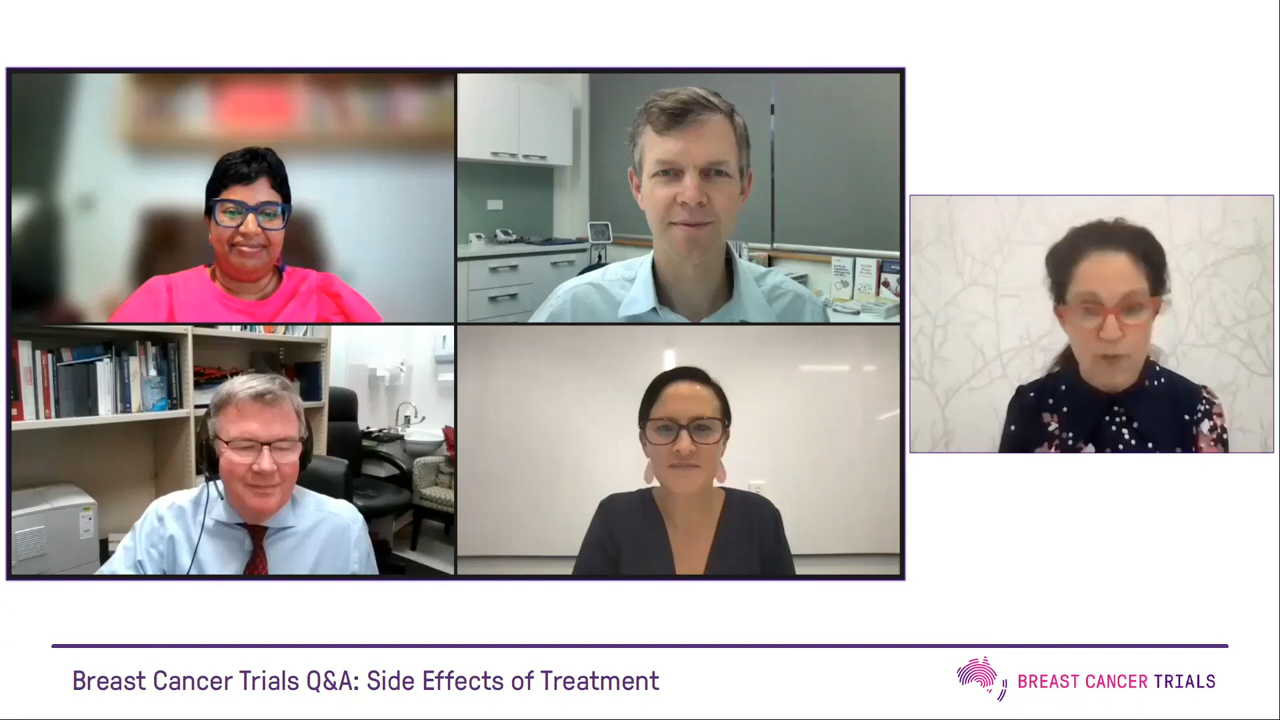 Breast Cancer Trials Q&A: Side Effects of Treatment
BREAST CANCER TRIALS